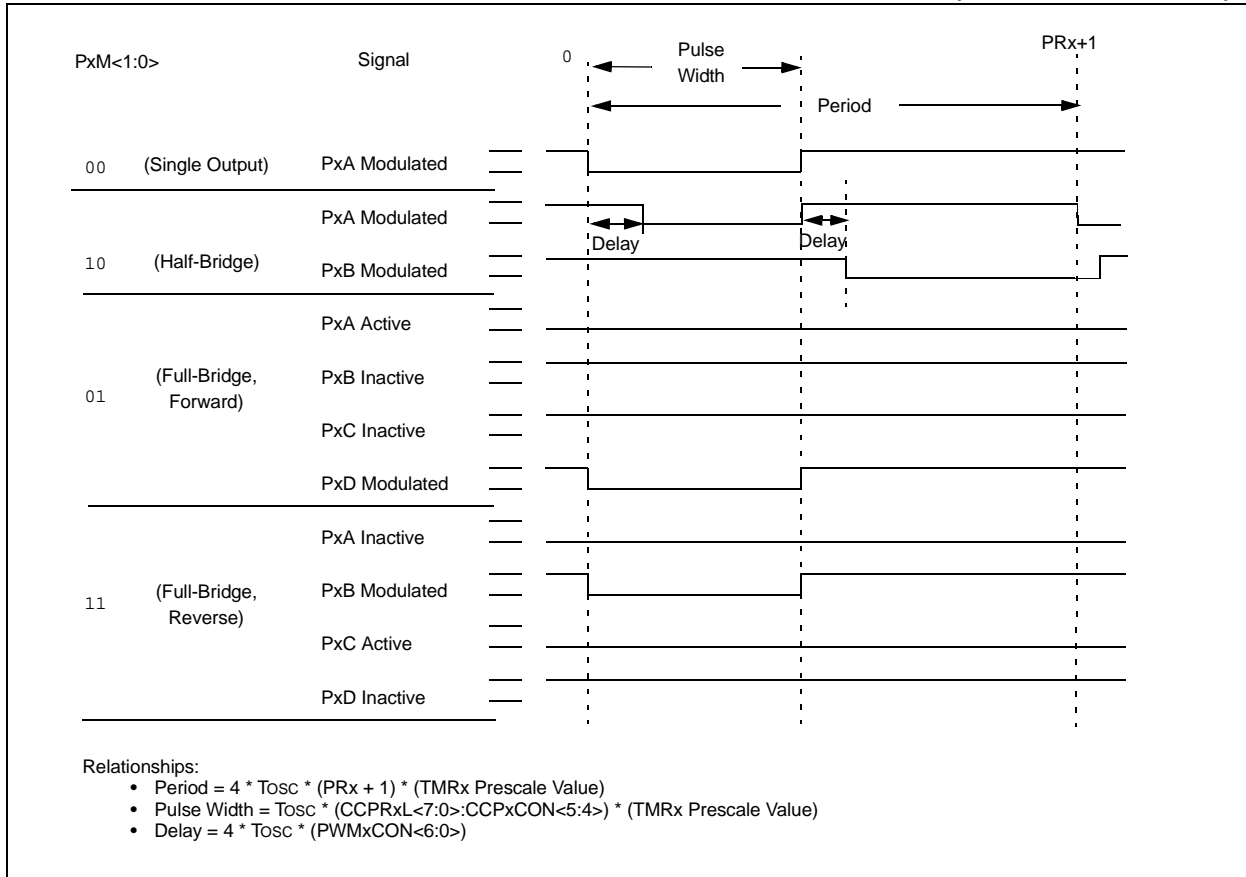 PxM<1:0>
Signal
0
Pulse
Width
PRx+1
Period
00
(Single Output)
PxA Modulated
PxA Modulated
Delay
Delay
10
(Half-Bridge)
PxB Modulated
PxA Active
01
(Full-Bridge,
Forward)
PxB Inactive
PxC Inactive
PxD Modulated
PxA Inactive
11
(Full-Bridge,
Reverse)
PxB Modulated
PxC Active
PxD Inactive
Relationships:
• Period = 4 * TOSC * (PRx + 1) * (TMRx Prescale Value)
• Pulse Width = TOSC * (CCPRxL<7:0>:CCPxCON<5:4>) * (TMRx Prescale Value)
• Delay = 4 * TOSC * (PWMxCON<6:0>)